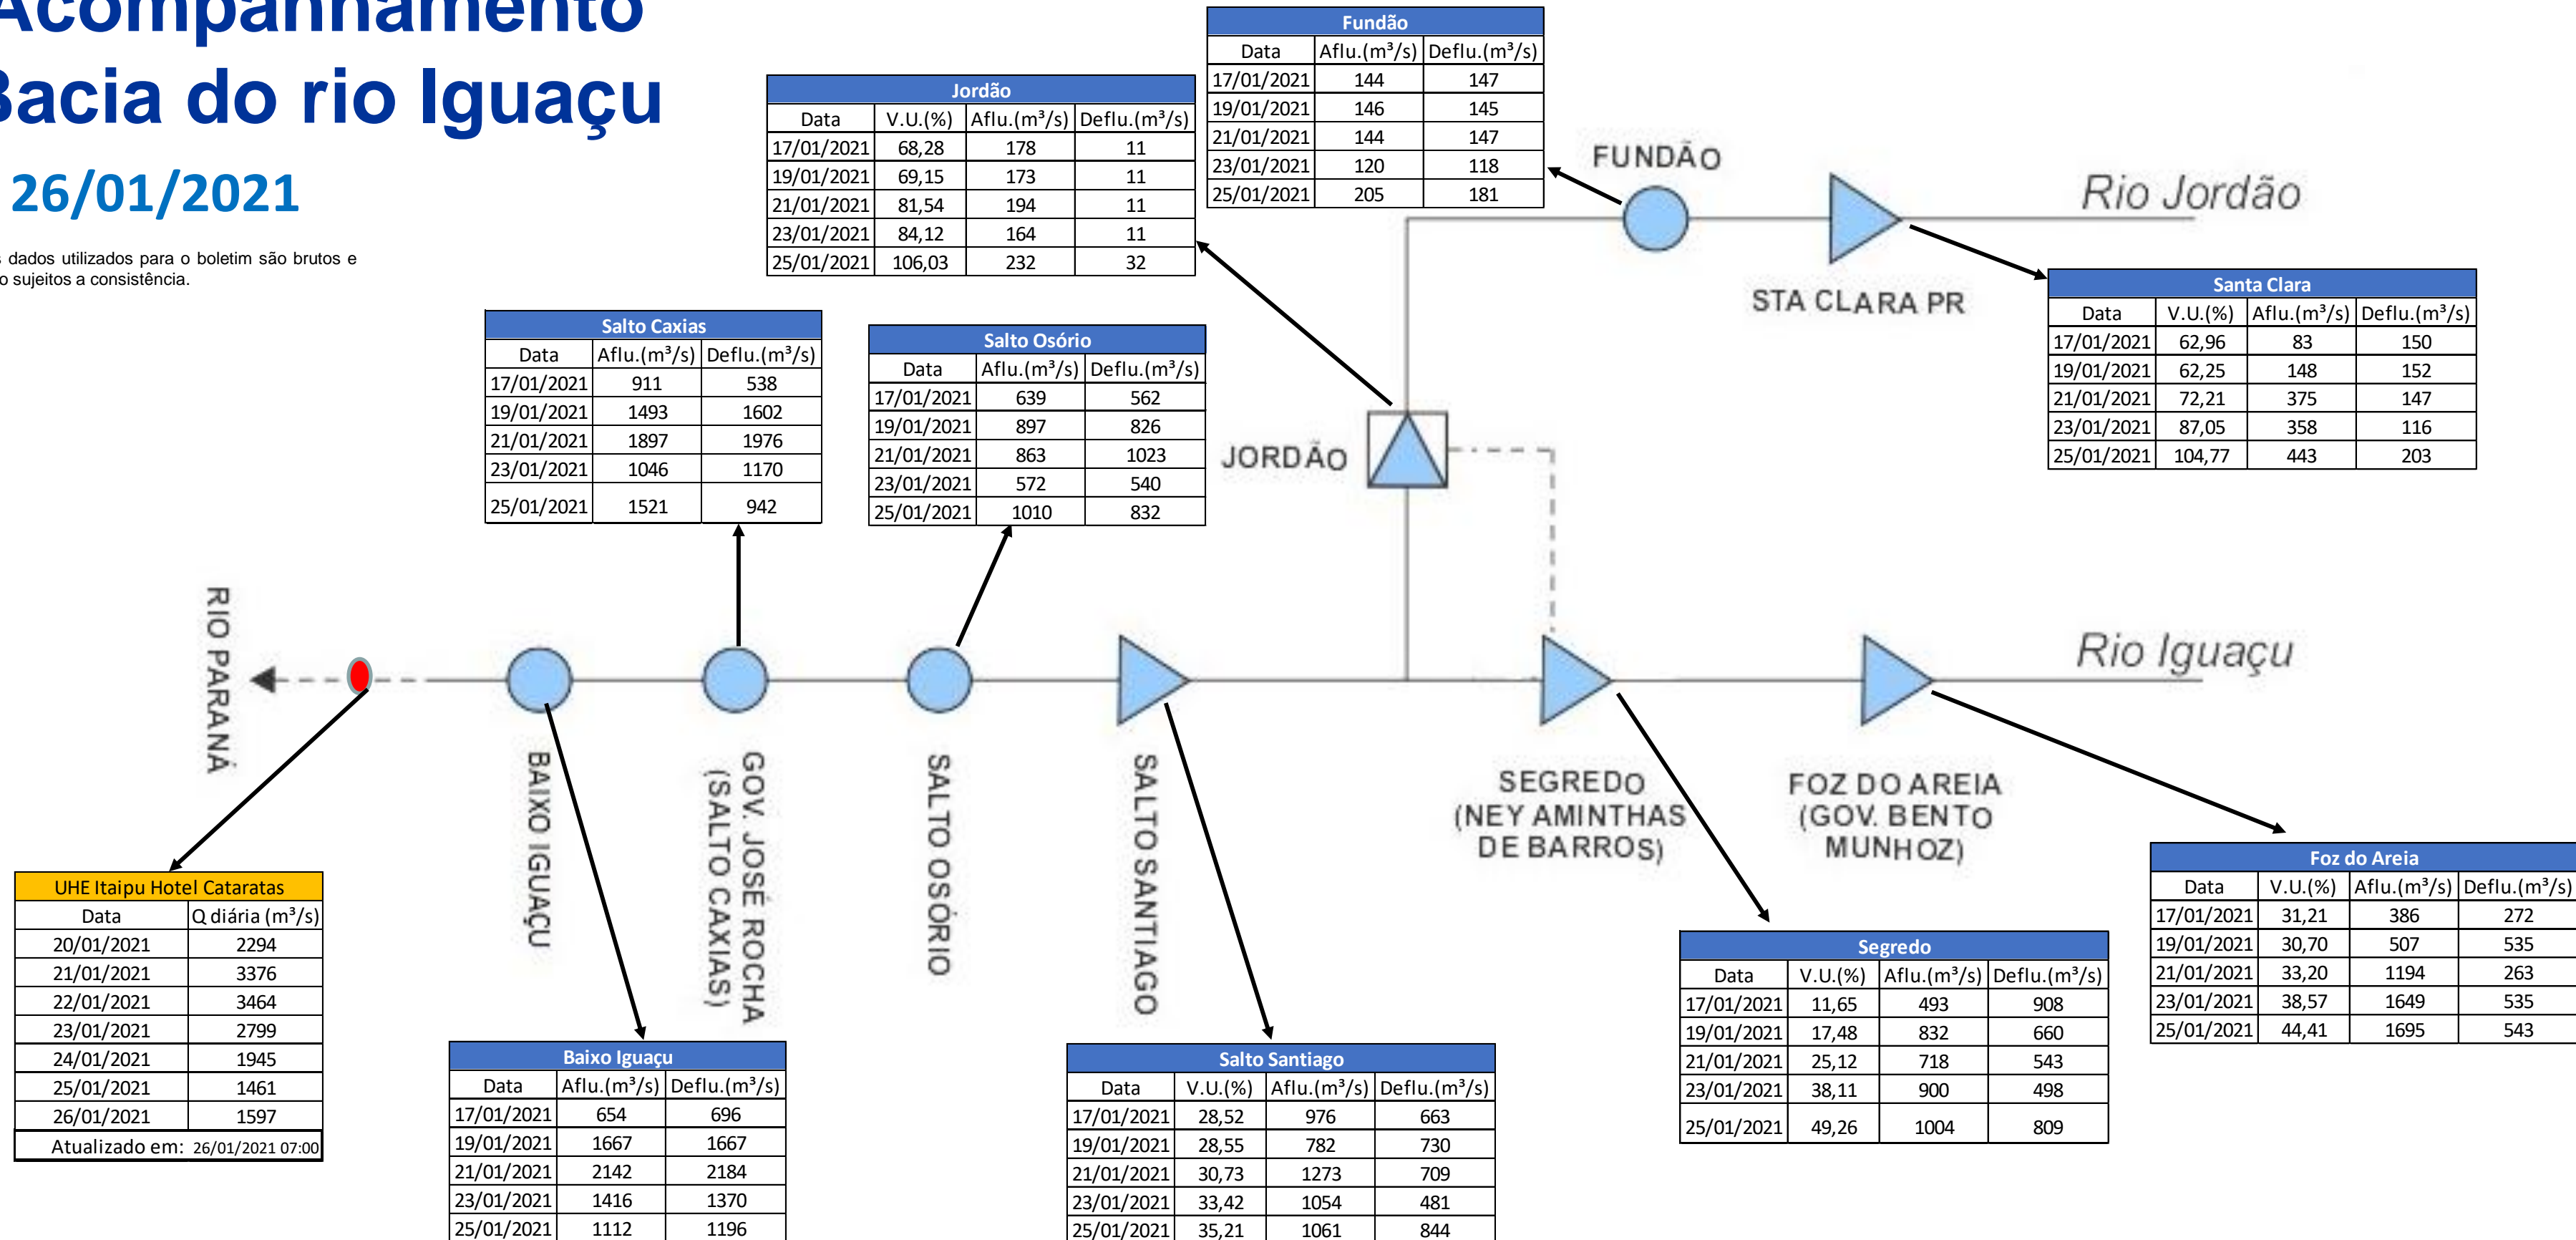 Acompanhamento
Bacia do rio Iguaçu
26/01/2021
dados utilizados para o boletim são brutos e
sujeitos a consistência.
Fundão
Data Aflu.(m³/s) Deflu.(m³/s)
17/01/2021 144 147
19/01/2021 146 145
21/01/2021 144 147
23/01/2021 120 118
25/01/2021 205 181
Jordão
Data V.U.(%) Aflu.(m³/s) Deflu.(m³/s)
17/01/2021 68,28 178 11
19/01/2021 69,15 173 11
21/01/2021 81,54 194 11
23/01/2021 84,12 164 11
25/01/2021 106,03 232 32
FUNDÃO
Rio Jordão
STA CLARA PR
Santa Clara
Data V.U.(%) Aflu.(m³/s) Deflu.(m³/s)
17/01/2021 62,96 83 150
19/01/2021 62,25 148 152
21/01/2021 72,21 375 147
23/01/2021 87,05 358 116
25/01/2021 104,77 443 203
Salto Caxias
Data Aflu.(m³/s) Deflu.(m³/s)
17/01/2021 911 538
19/01/2021 1493 1602
21/01/2021 1897 1976
23/01/2021 1046 1170
25/01/2021 1521 942
Salto Osório
Data Aflu.(m³/s) Deflu.(m³/s)
17/01/2021 639 562
19/01/2021 897 826
21/01/2021 863 1023
23/01/2021 572 540
25/01/2021 1010 832
JORDÃO
RIO PARANÁ
Rio Iguaçu
BAIXO IGUAÇU
GOV. JOSÉ ROCHA
(SALTO CAXIAS)
SALTO OSÓRIO
SALTO SANTIAGO
SEGREDO
(NEY AMINTHAS
DE BARROS)
FOZ DO AREIA
(GOV. BENTO
MUNHOZ)
UHE Itaipu Hotel Cataratas
Data Q diária (m³/s)
20/01/2021 2294
21/01/2021 3376
22/01/2021 3464
23/01/2021 2799
24/01/2021 1945
25/01/2021 1461
26/01/2021 1597
Atualizado em: 26/01/2021 07:00
Baixo Iguaçu
Data Aflu.(m³/s) Deflu.(m³/s)
17/01/2021 654 696
19/01/2021 1667 1667
21/01/2021 2142 2184
23/01/2021 1416 1370
25/01/2021 1112 1196
Salto Santiago
Data V.U.(%) Aflu.(m³/s) Deflu.(m³/s)
17/01/2021 28,52 976 663
19/01/2021 28,55 782 730
21/01/2021 30,73 1273 709
23/01/2021 33,42 1054 481
25/01/2021 35,21 1061 844
Segredo
Data V.U.(%) Aflu.(m³/s) Deflu.(m³/s)
17/01/2021 11,65 493 908
19/01/2021 17,48 832 660
21/01/2021 25,12 718 543
23/01/2021 38,11 900 498
25/01/2021 49,26 1004 809
Foz do Areia
Data V.U.(%) Aflu.(m³/s) Deflu.(m³/s)
17/01/2021 31,21 386 272
19/01/2021 30,70 507 535
21/01/2021 33,20 1194 263
23/01/2021 38,57 1649 535
25/01/2021 44,41 1695 543